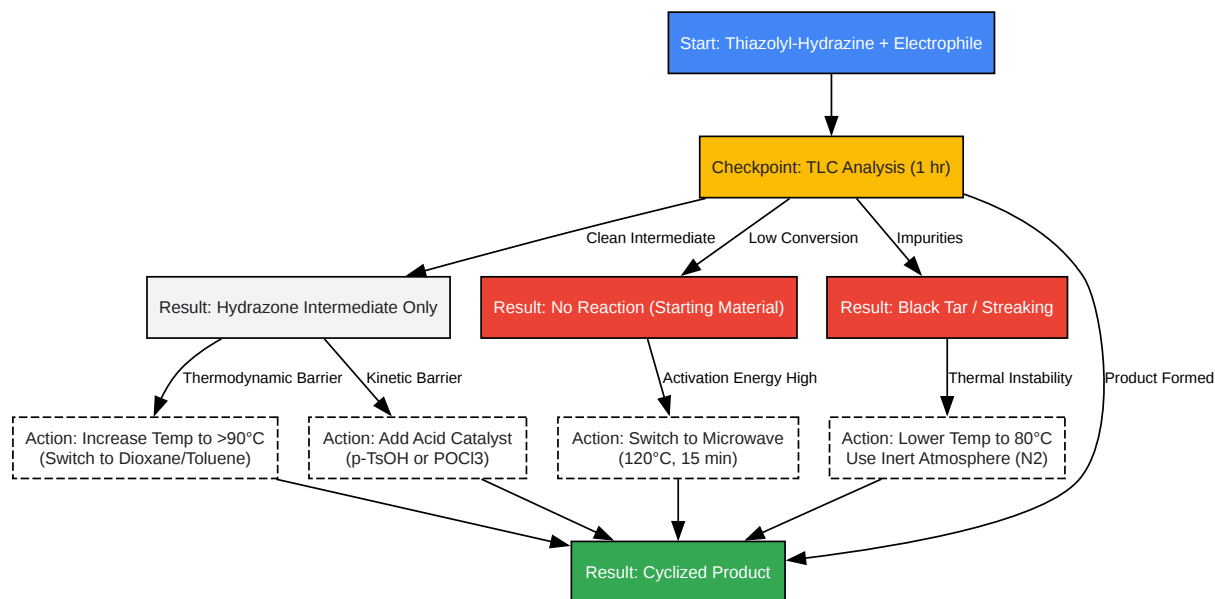 Start: Thiazolyl-Hydrazine + Electrophile
Checkpoint: TLC Analysis (1 hr)
Clean Intermediate
Low Conversion
Impurities
Result: Hydrazone Intermediate Only
Result: No Reaction (Starting Material)
Result: Black Tar / Streaking
Thermodynamic Barrier
Kinetic Barrier
Activation Energy High
Thermal Instability
Product Formed
Action: Increase Temp to >90°C
(Switch to Dioxane/Toluene)
Action: Add Acid Catalyst
(p-TsOH or POCl3)
Action: Switch to Microwave
(120°C, 15 min)
Action: Lower Temp to 80°C
Use Inert Atmosphere (N2)
Result: Cyclized Product